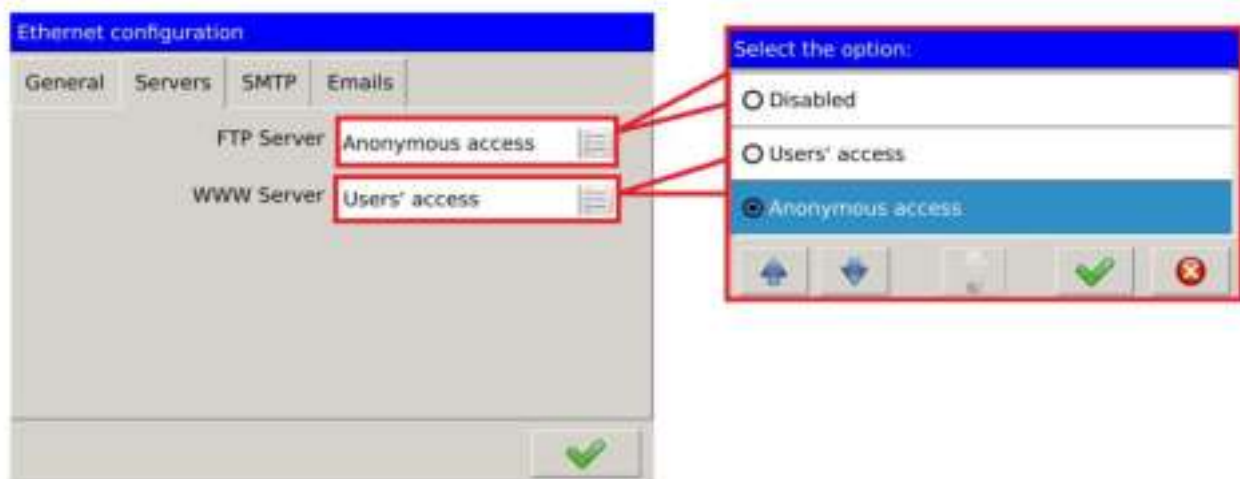 Ethernet configuration
General Servers SMTP Emails
FTP Server Anonymous access
WWW Server Users' access
Select the option:
Disabled
Users' access
Anonymous access